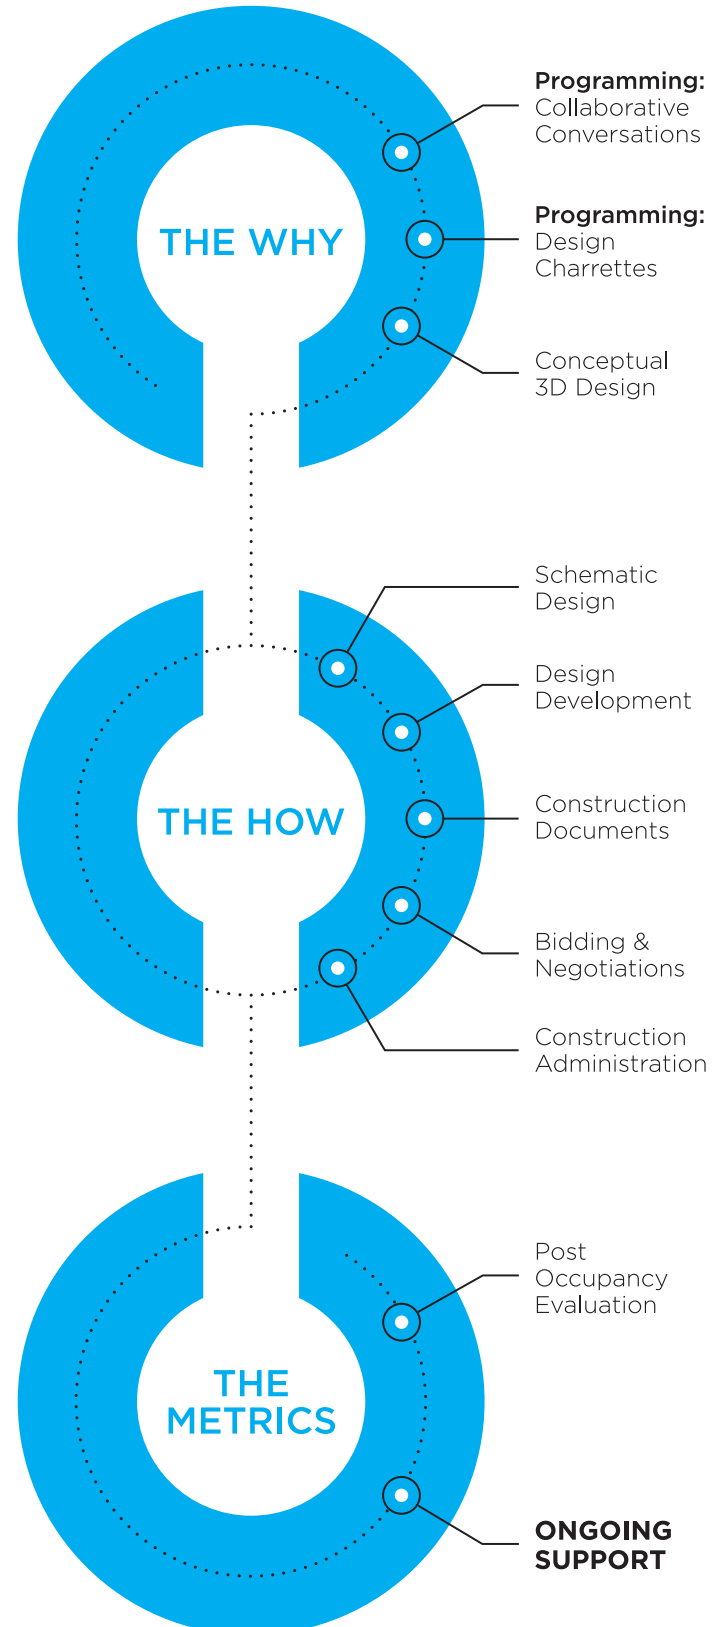 THE WHY
Programming:
Collaborative
Conversations
Programming:
Design
Charrettes
Conceptual
3D Design
THE HOW
Schematic
Design
Design
Development
Construction
Documents
Bidding &
Negotiations
Construction
Administration
THE
METRICS
Post
Occupancy
Evaluation
ONGOING
SUPPORT